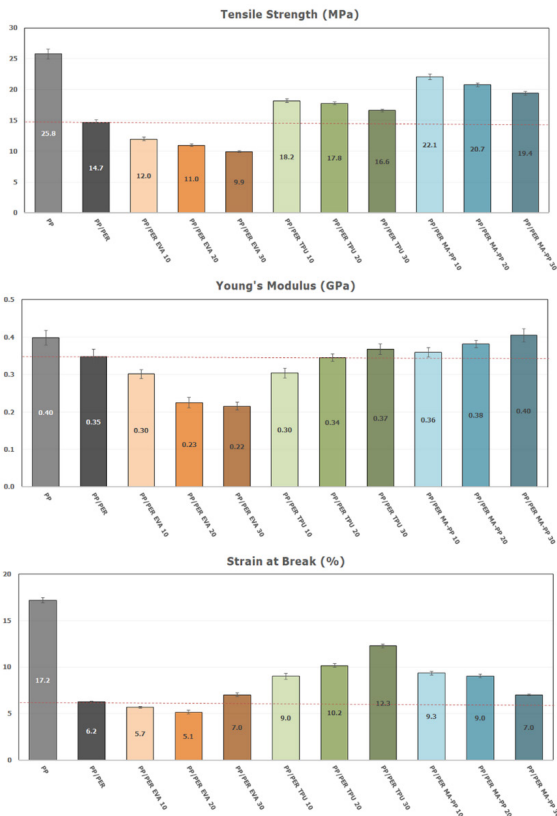 Tensile Strength (MPa)
30
25
20
15
10
5
0
25.8
14.7
12.0
11.0
9.9
18.2
17.8
16.6
22.1
20.7
19.4
PP
PP/PER
PP/PER EVA 10
PP/PER EVA 20
PP/PER EVA 30
PP/PER TPU 10
PP/PER TPU 20
PP/PER TPU 30
PP/PER MA-PP 10
PP/PER MA-PP 20
PP/PER MA-PP 30
Young's Modulus (GPa)
0.5
0.4
0.3
0.2
0.1
0.0
0.40
0.35
0.30
0.23
0.22
0.30
0.34
0.37
0.36
0.38
0.40
PP
PP/PER
PP/PER EVA 10
PP/PER EVA 20
PP/PER EVA 30
PP/PER TPU 10
PP/PER TPU 20
PP/PER TPU 30
PP/PER MA-PP 10
PP/PER MA-PP 20
PP/PER MA-PP 30
Strain at Break (%)
20
15
10
5
0
17.2
6.2
5.7
5.1
7.0
9.0
10.2
12.3
9.3
9.0
7.0
PP
PP/PER
PP/PER EVA 10
PP/PER EVA 20
PP/PER EVA 30
PP/PER TPU 10
PP/PER TPU 20
PP/PER TPU 30
PP/PER MA-PP 10
PP/PER MA-PP 20
PP/PER MA-PP 30